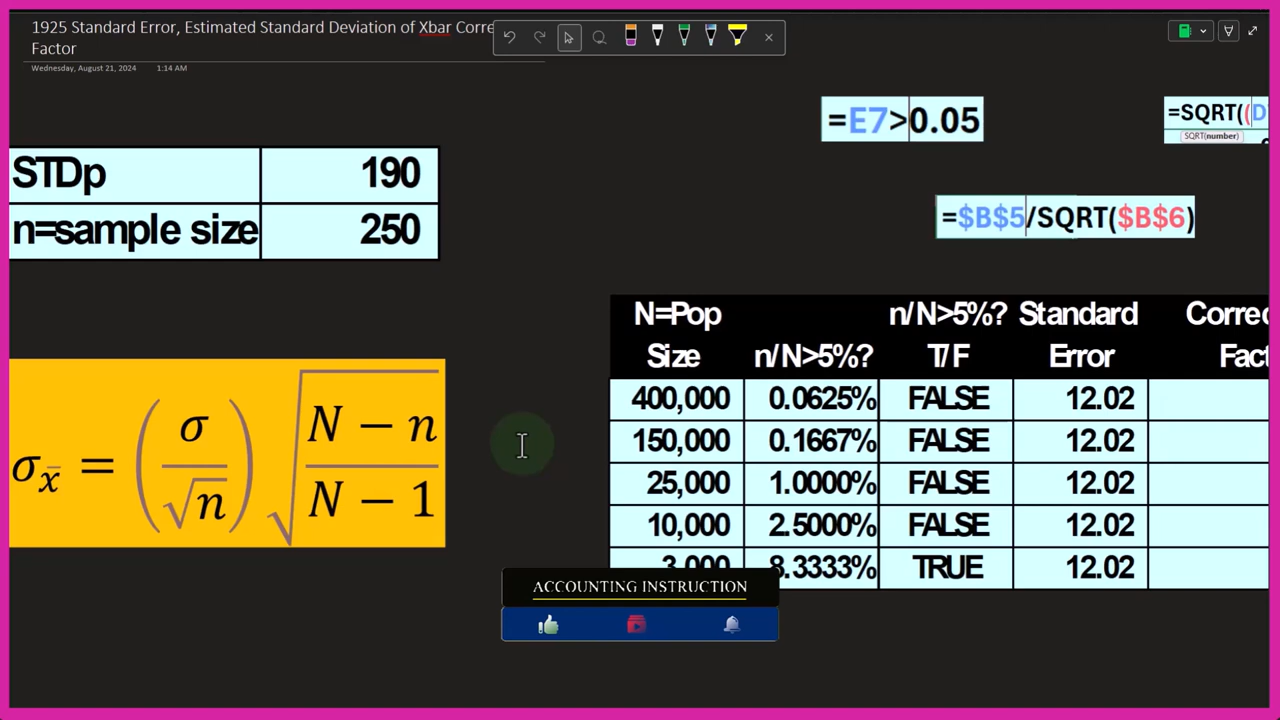 1925 Standard Error, Estimated Standard Deviation of Xbar Corre
Factor
Wednesday, August 21, 2024 1:14 AM
=E7>0.05
=SQRT((D
SQRT(number)
STDp 190
n=sample size 250
=$B$5/SQRT($B$6)
N=Pop n/N>5%? Standard Correc
Size n/N>5%? T/F Error Fact
400,000 0.0625% FALSE 12.02
150,000 0.1667% FALSE 12.02
25,000 1.0000% FALSE 12.02
10,000 2.5000% FALSE 12.02
3,000 8.3333% TRUE 12.02
σx̄ = (σ/√n) √((N − n)/(N − 1))
ACCOUNTING INSTRUCTION